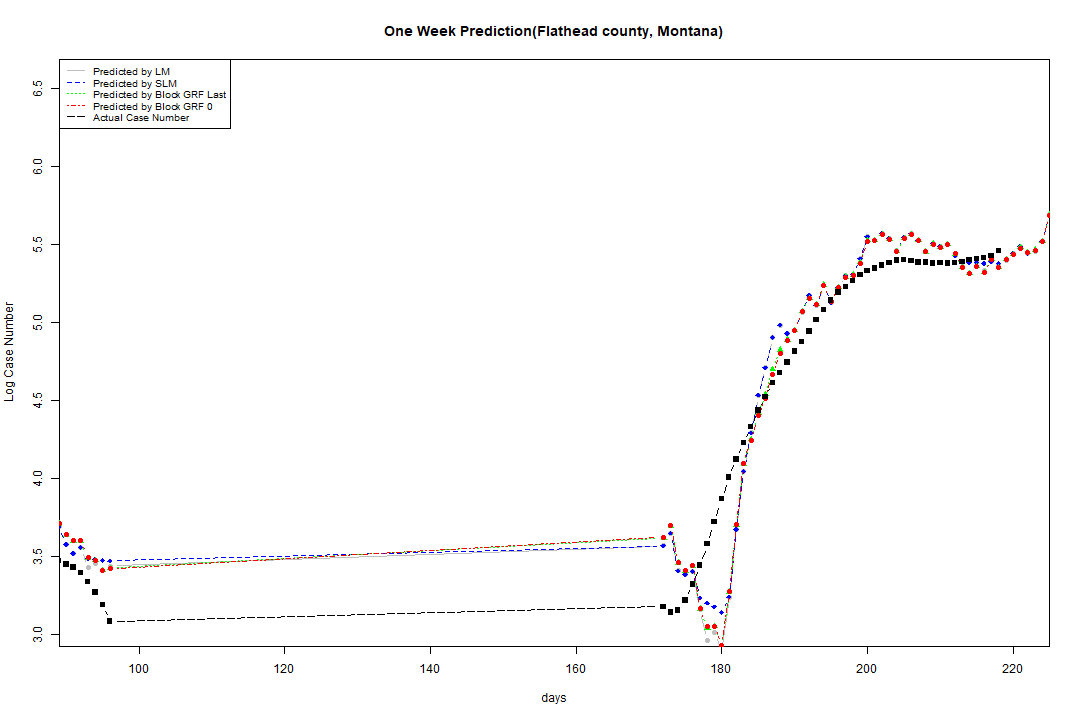 One Week Prediction(Flathead county, Montana)
Predicted by LM
Predicted by SLM
Predicted by Block GRF Last
Predicted by Block GRF 0
Actual Case Number
6.5
6.0
5.5
5.0
4.5
4.0
3.5
3.0
Log Case Number
100 120 140 160 180 200 220
days